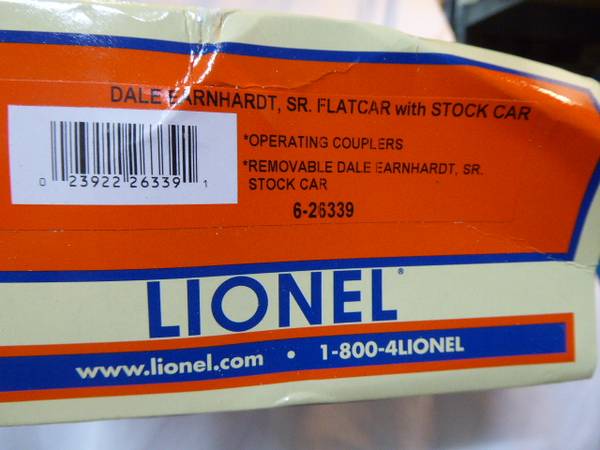 DALE EARNHARDT, SR. FLATCAR with STOCK CAR
*OPERATING COUPLERS
*REMOVABLE DALE EARNHARDT, SR.
STOCK CAR
6-26339
0 23922 26339 1
LIONEL®
www.lionel.com • 1-800-4LIONEL